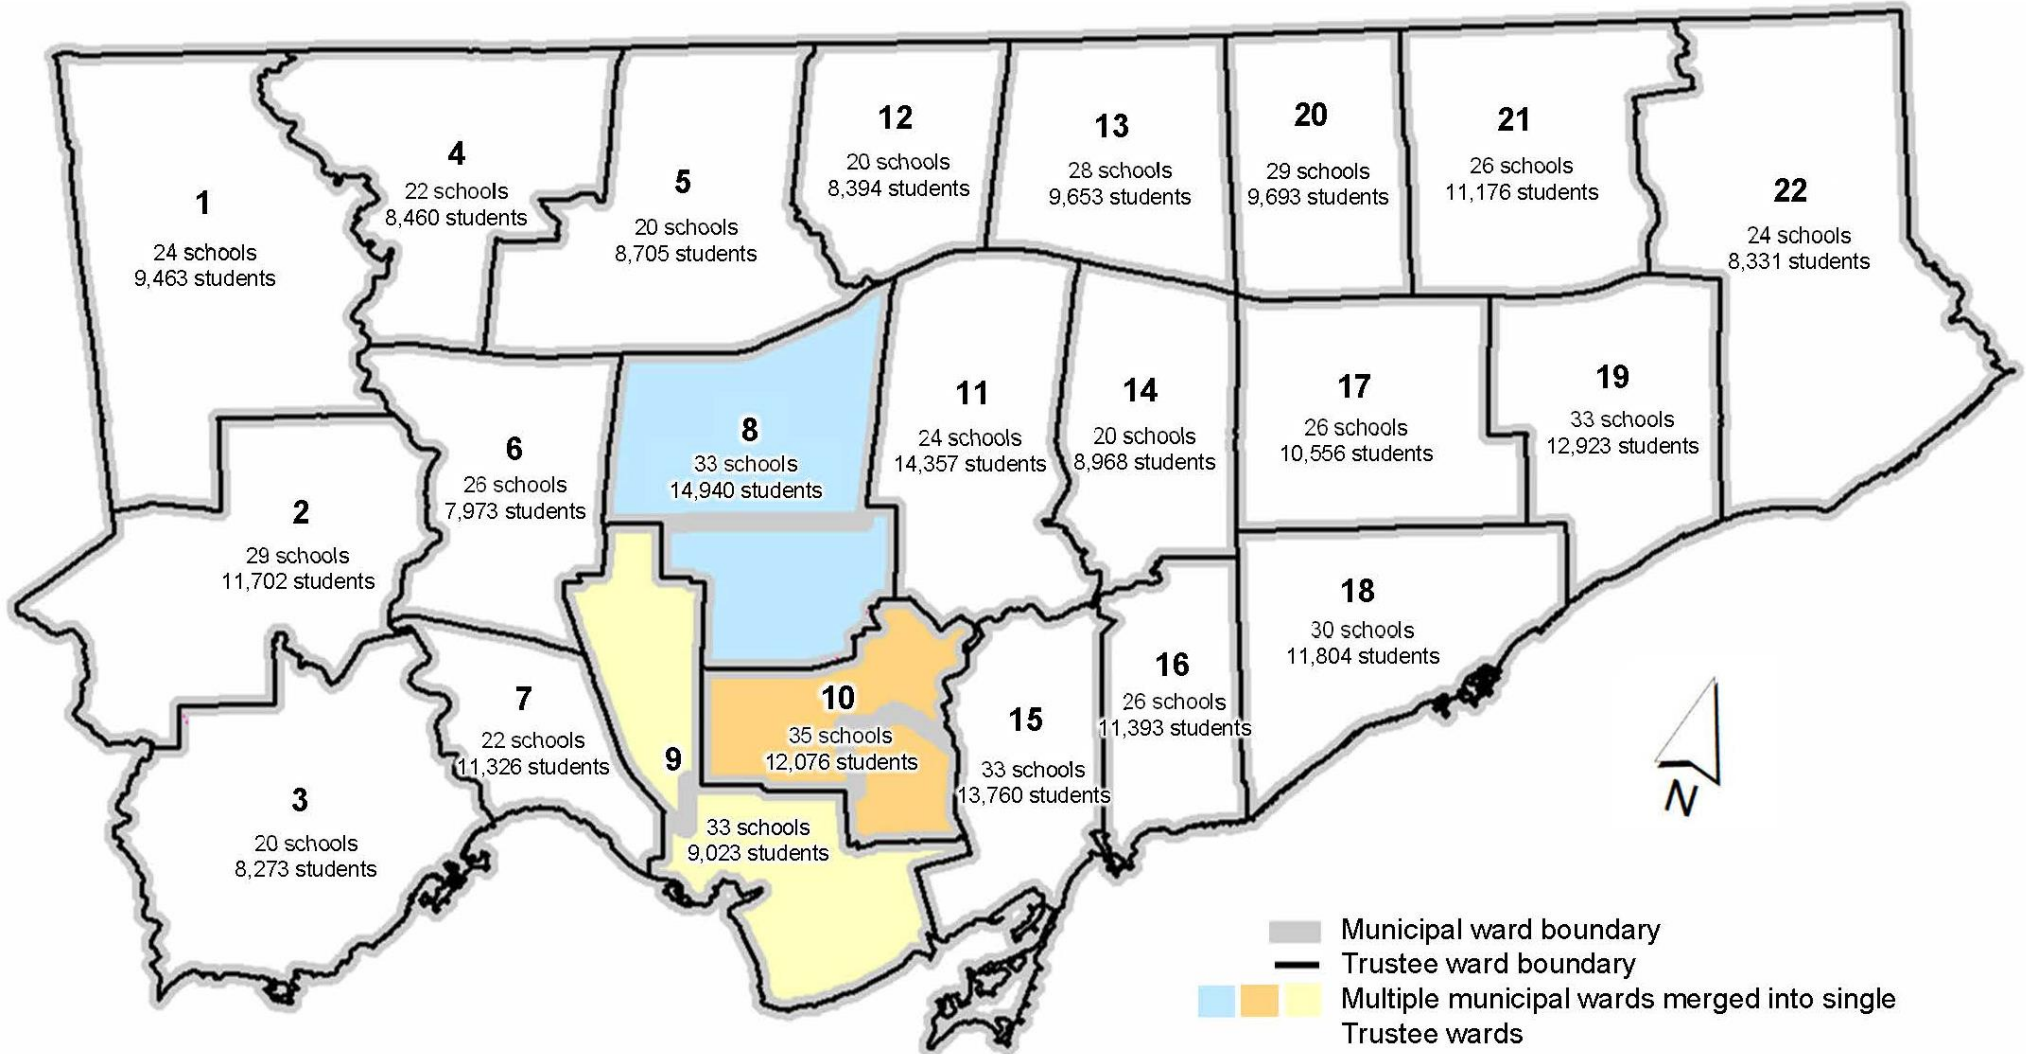 1
24 schools
9,463 students
4
22 schools
8,460 students
5
20 schools
8,705 students
12
20 schools
8,394 students
13
28 schools
9,653 students
20
29 schools
9,693 students
21
26 schools
11,176 students
22
24 schools
8,331 students
2
29 schools
11,702 students
6
26 schools
7,973 students
8
33 schools
14,940 students
11
24 schools
14,357 students
14
20 schools
8,968 students
17
26 schools
10,556 students
19
33 schools
12,923 students
3
20 schools
8,273 students
7
22 schools
11,326 students
9
33 schools
9,023 students
10
35 schools
12,076 students
15
33 schools
13,760 students
16
26 schools
11,393 students
18
30 schools
11,804 students
N
Municipal ward boundary
Trustee ward boundary
Multiple municipal wards merged into single
Trustee wards